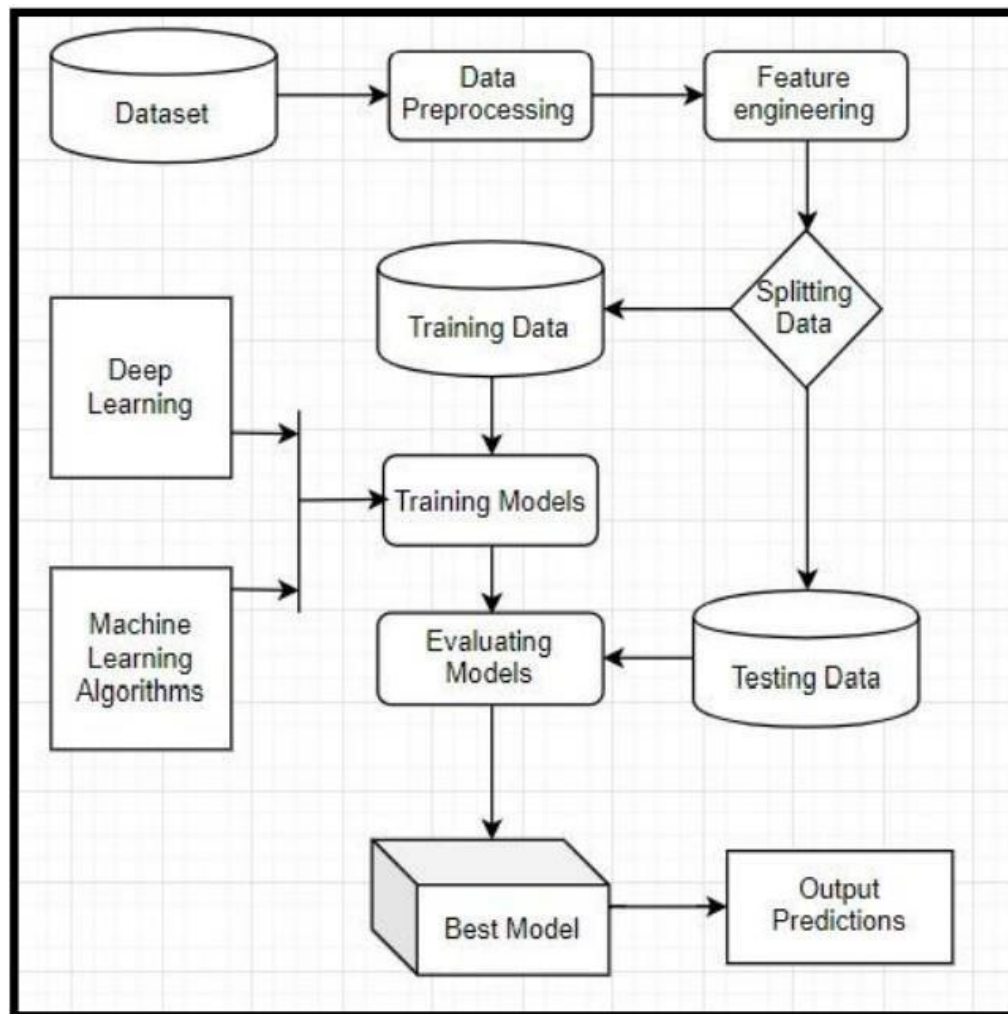 Dataset
Data
Preprocessing
Feature
engineering
Splitting
Data
Training Data
Deep
Learning
Training Models
Machine
Learning
Algorithms
Evaluating
Models
Testing Data
Best Model
Output
Predictions